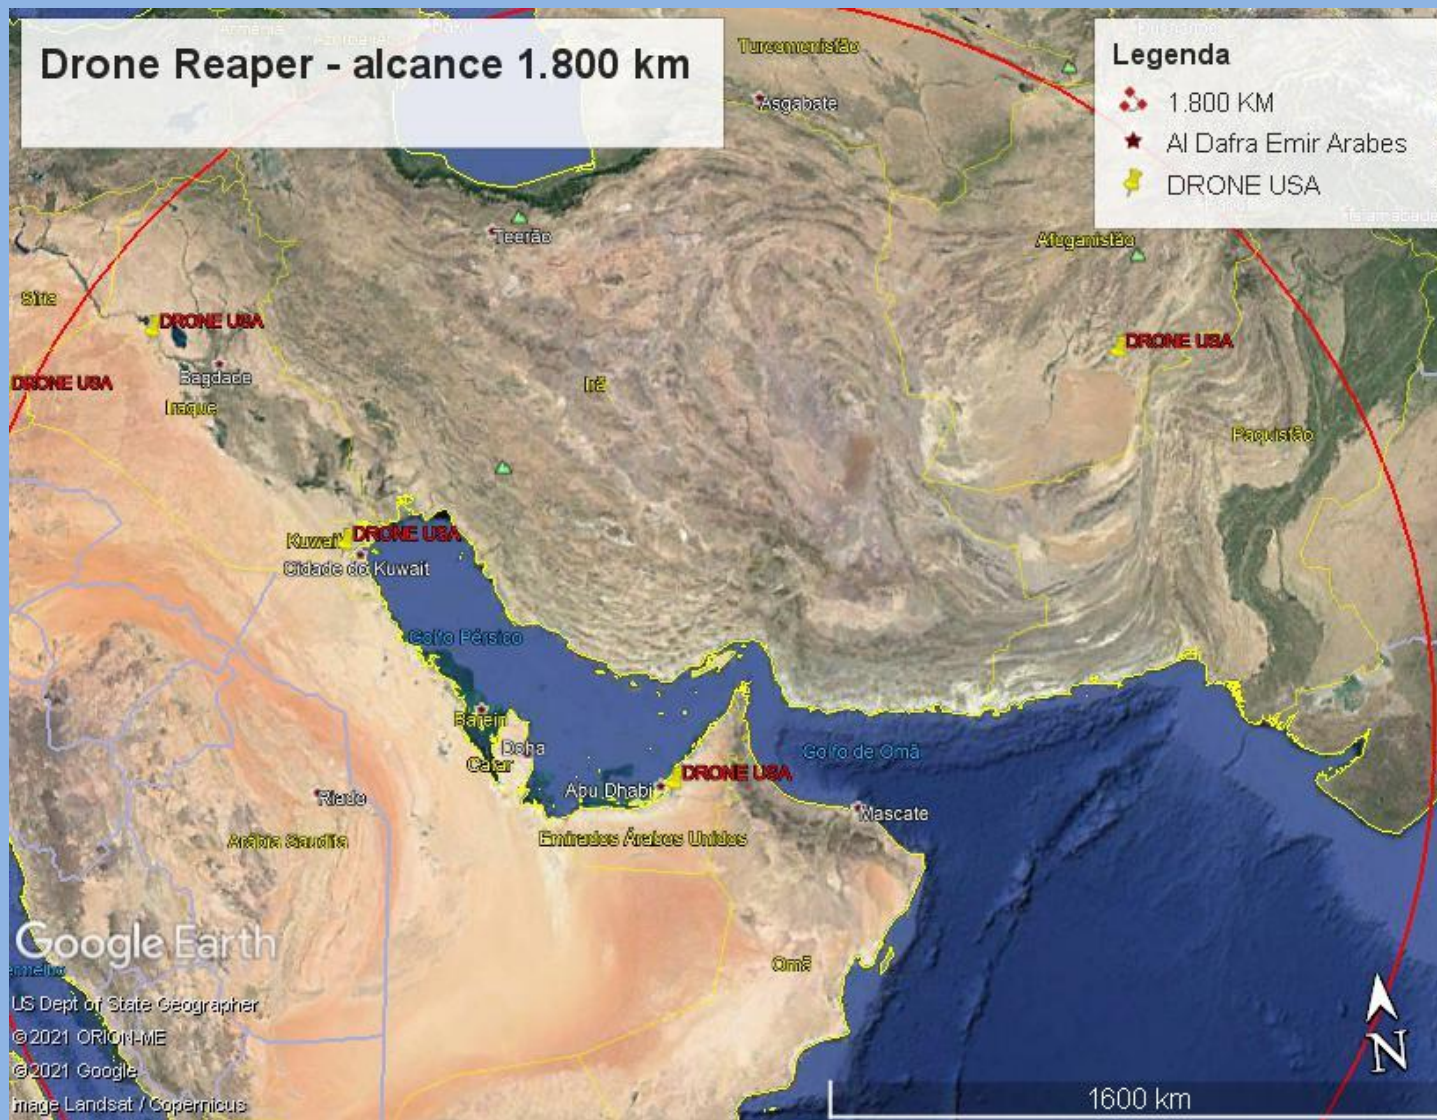 Drone Reaper - alcance 1.800 km
Legenda
1.800 KM
Al Dafra Emir Arabes
DRONE USA
Turcomenistão
Asgabate
Teerão
Afuganistão
Síria
DRONE USA
DRONE USA
Bagdade
DRONE USA
Irã
Iraque
Paquistão
Kuwait
DRONE USA
Cidade do Kuwait
Golfo Pérsico
Barein
Doha
Catar
Golfo de Omã
DRONE USA
Abu Dhabi
Riade
Mascate
Arábia Saudita
Emirados Árabes Unidos
Google Earth
Omã
US Dept of State Geographer
©2021 ORION-ME
©2021 Google
Image Landsat / Copernicus
N
1600 km